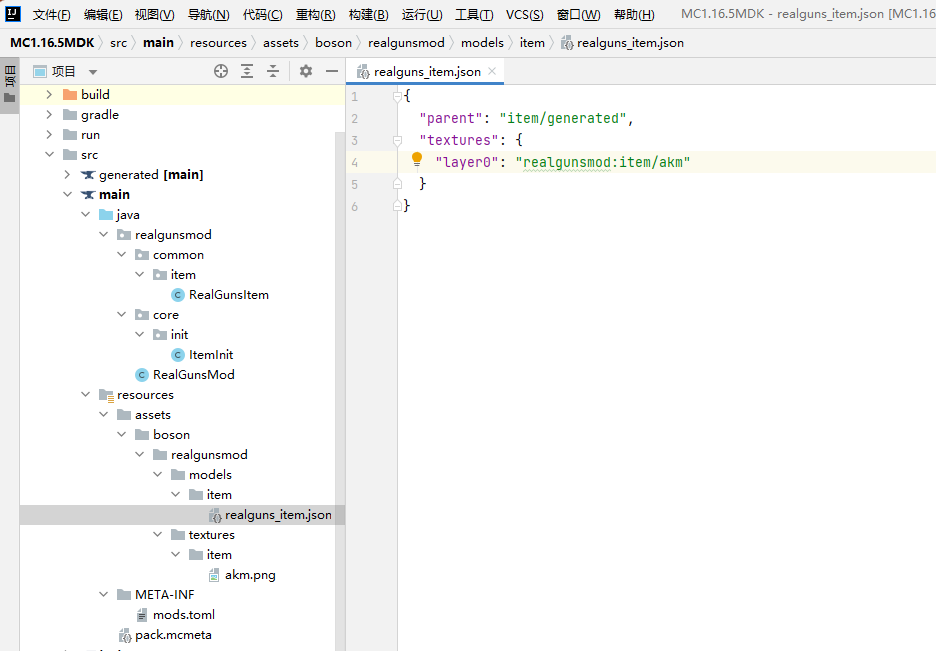 文件(F) 编辑(E) 视图(V) 导航(N) 代码(C) 重构(R) 构建(B) 运行(U) 工具(T) VCS(S) 窗口(W) 帮助(H) MC1.16.5MDK - realguns_item.json [MC1.16
MC1.16.5MDK src main resources assets boson realgunsmod models item realguns_item.json
项目
项目
realguns_item.json
build
gradle
run
src
generated [main]
main
java
realgunsmod
common
item
RealGunsItem
core
init
ItemInit
RealGunsMod
resources
assets
boson
realgunsmod
models
item
realguns_item.json
textures
item
akm.png
META-INF
mods.toml
pack.mcmeta
1 {
2 "parent": "item/generated",
3 "textures": {
4 "layer0": "realgunsmod:item/akm"
5 }
6 }